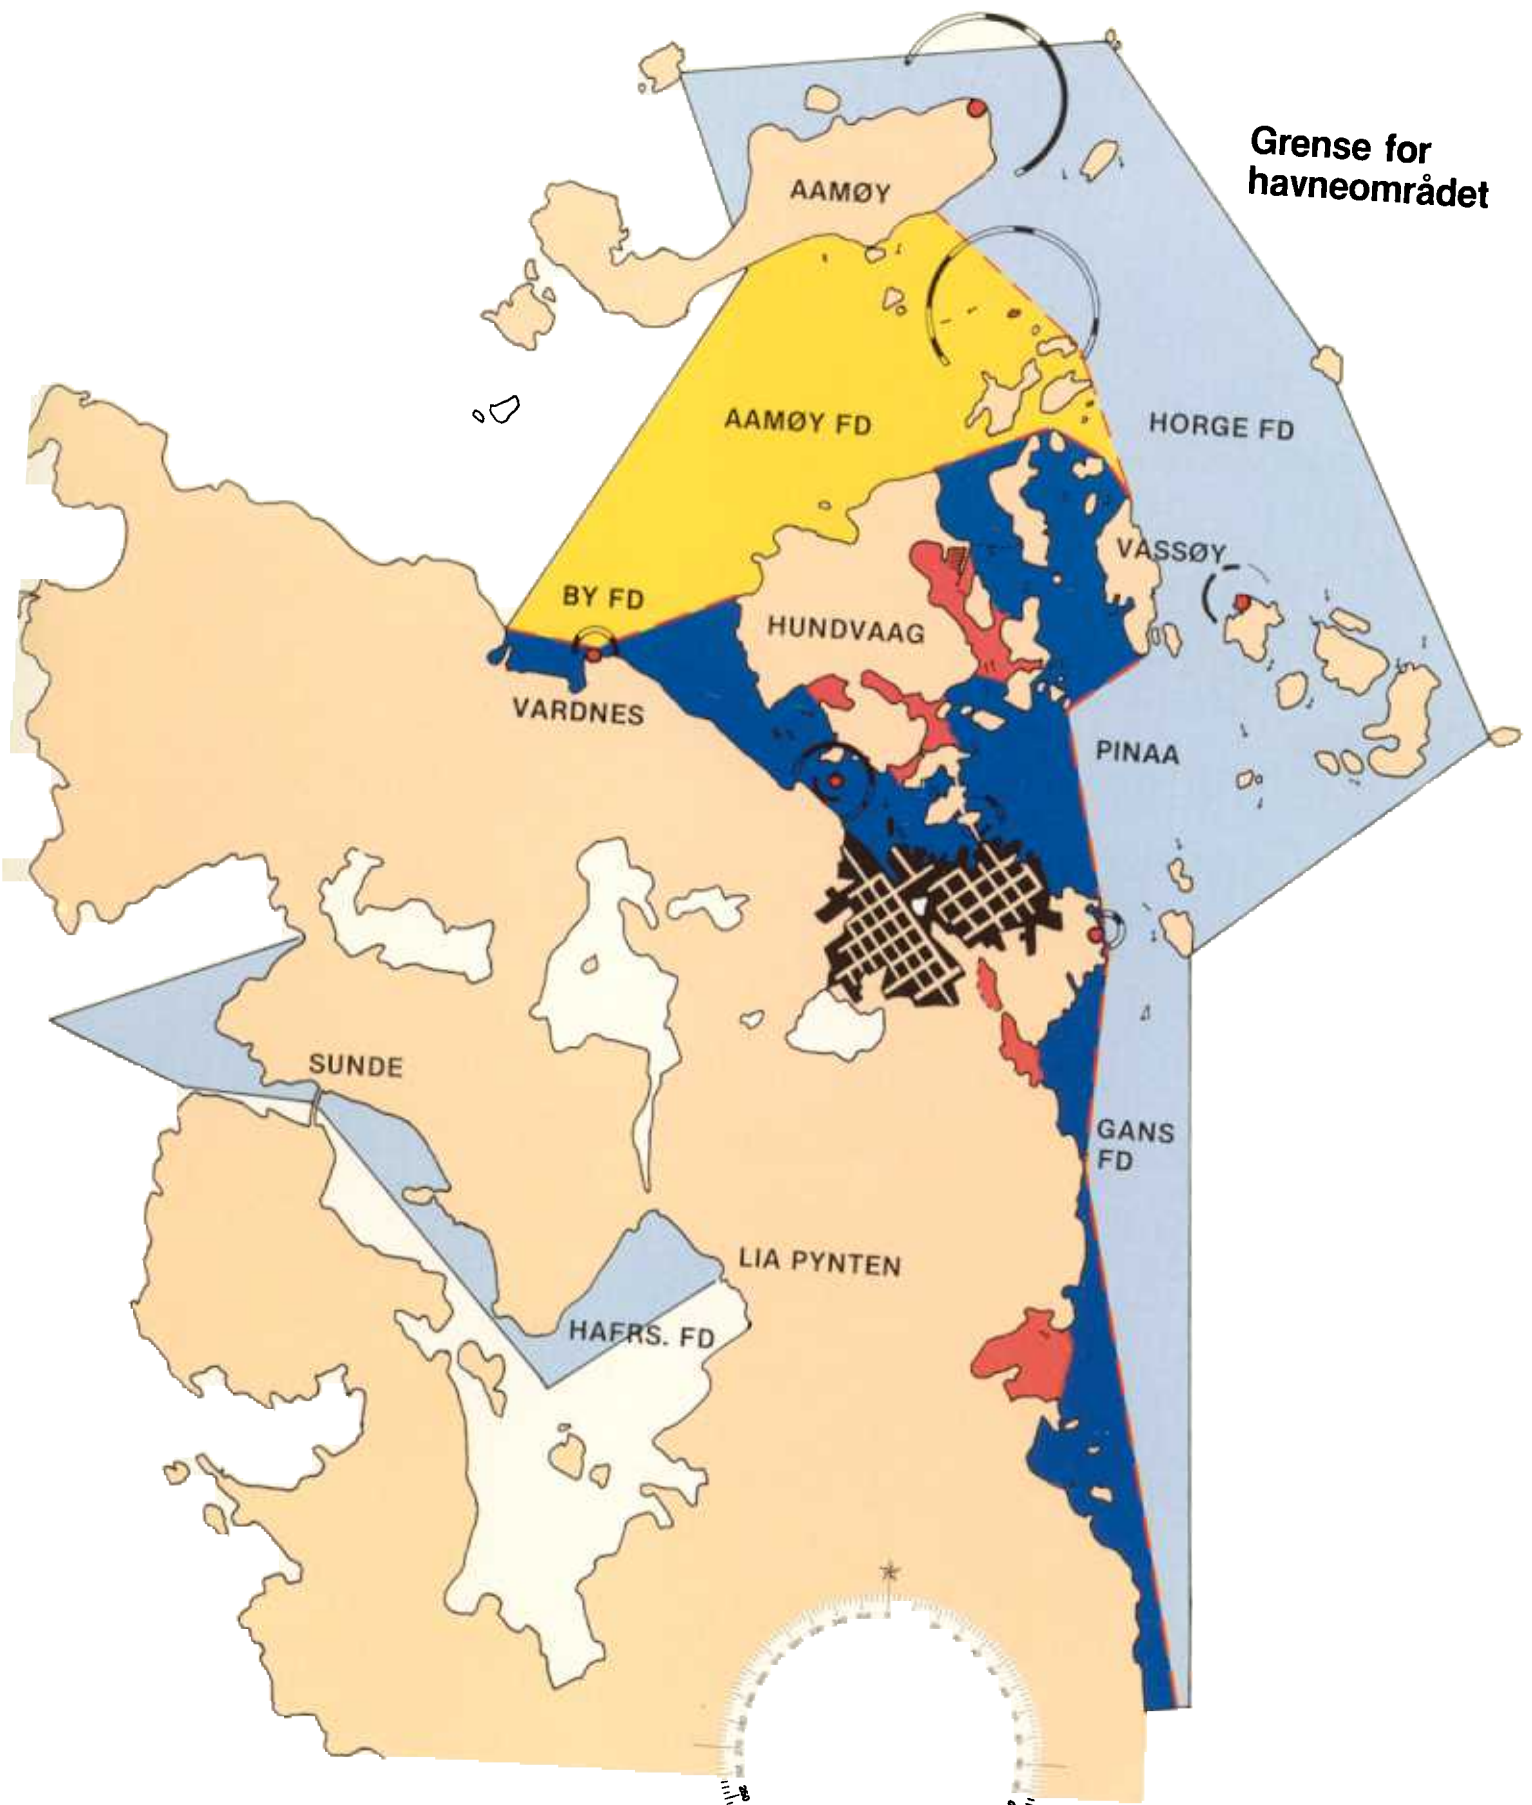 Grense for
havneområdet
AAMØY
AAMØY FD
HORGE FD
VASSØY
BY FD
HUNDVAAG
VARDNES
PINAA
SUNDE
GANS
FD
LIA PYNTEN
HAFRS. FD